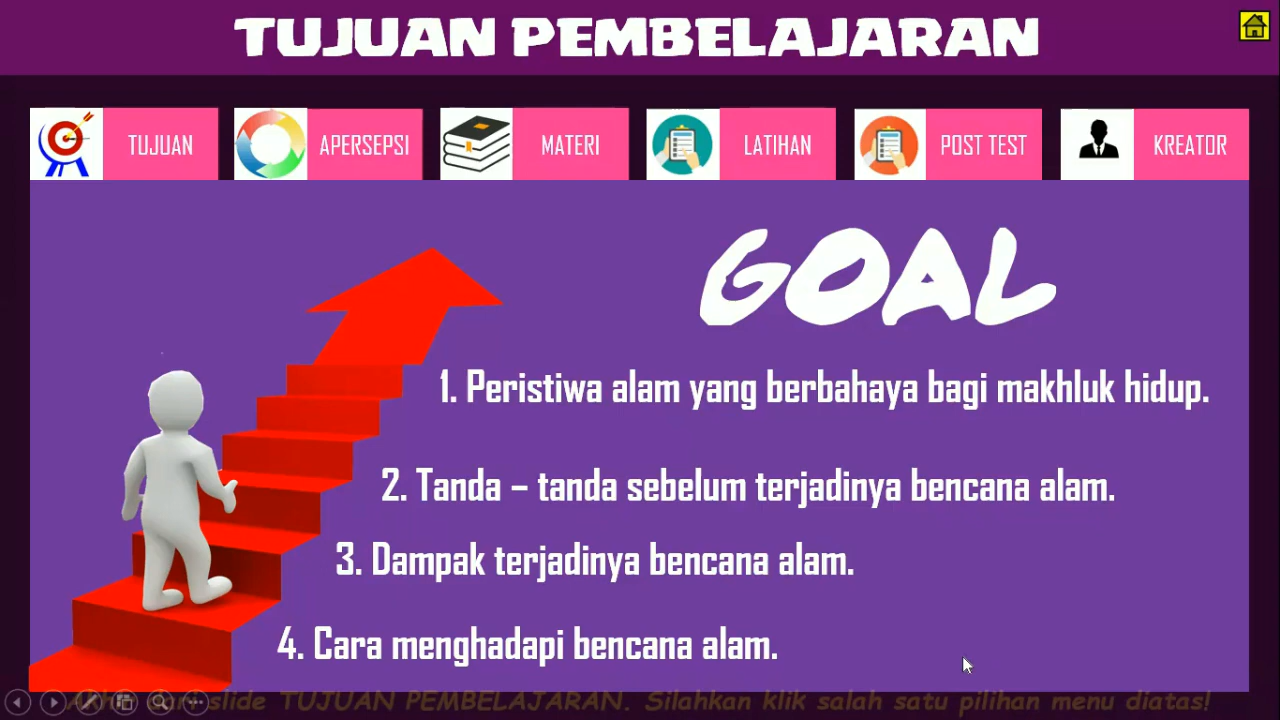 TUJUAN PEMBELAJARAN
TUJUAN
APERSEPSI
MATERI
LATIHAN
POST TEST
KREATOR
GOAL
1. Peristiwa alam yang berbahaya bagi makhluk hidup.
2. Tanda – tanda sebelum terjadinya bencana alam.
3. Dampak terjadinya bencana alam.
4. Cara menghadapi bencana alam.
slide TUJUAN PEMBELAJARAN. Silahkan klik salah satu pilihan menu diatas!